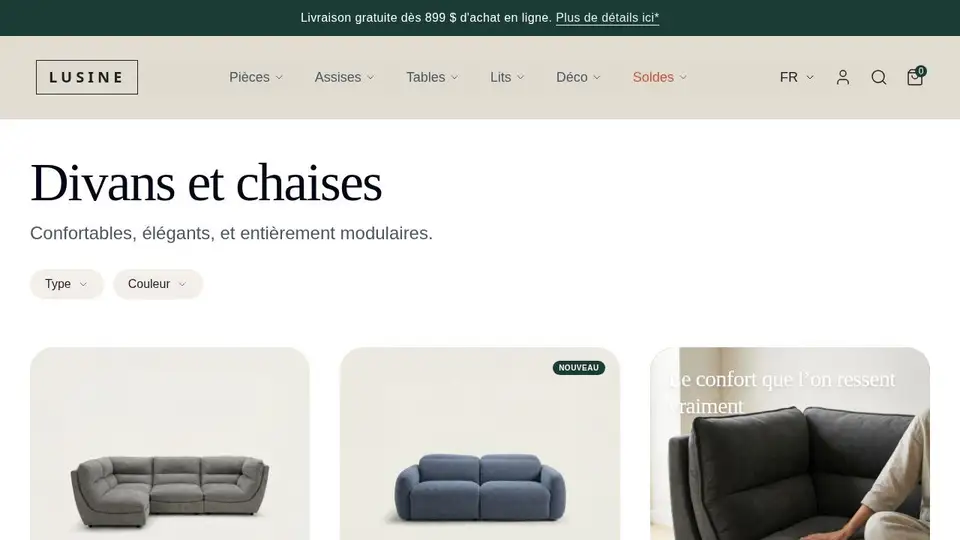 Livraison gratuite dès 899 $ d'achat en ligne. Plus de détails ici*
LUSINE
Pièces
Assises
Tables
Lits
Déco
Soldes
FR
0
Divans et chaises
Confortables, élégants, et entièrement modulaires.
Type
Couleur
NOUVEAU
Le confort que l’on ressent
vraiment